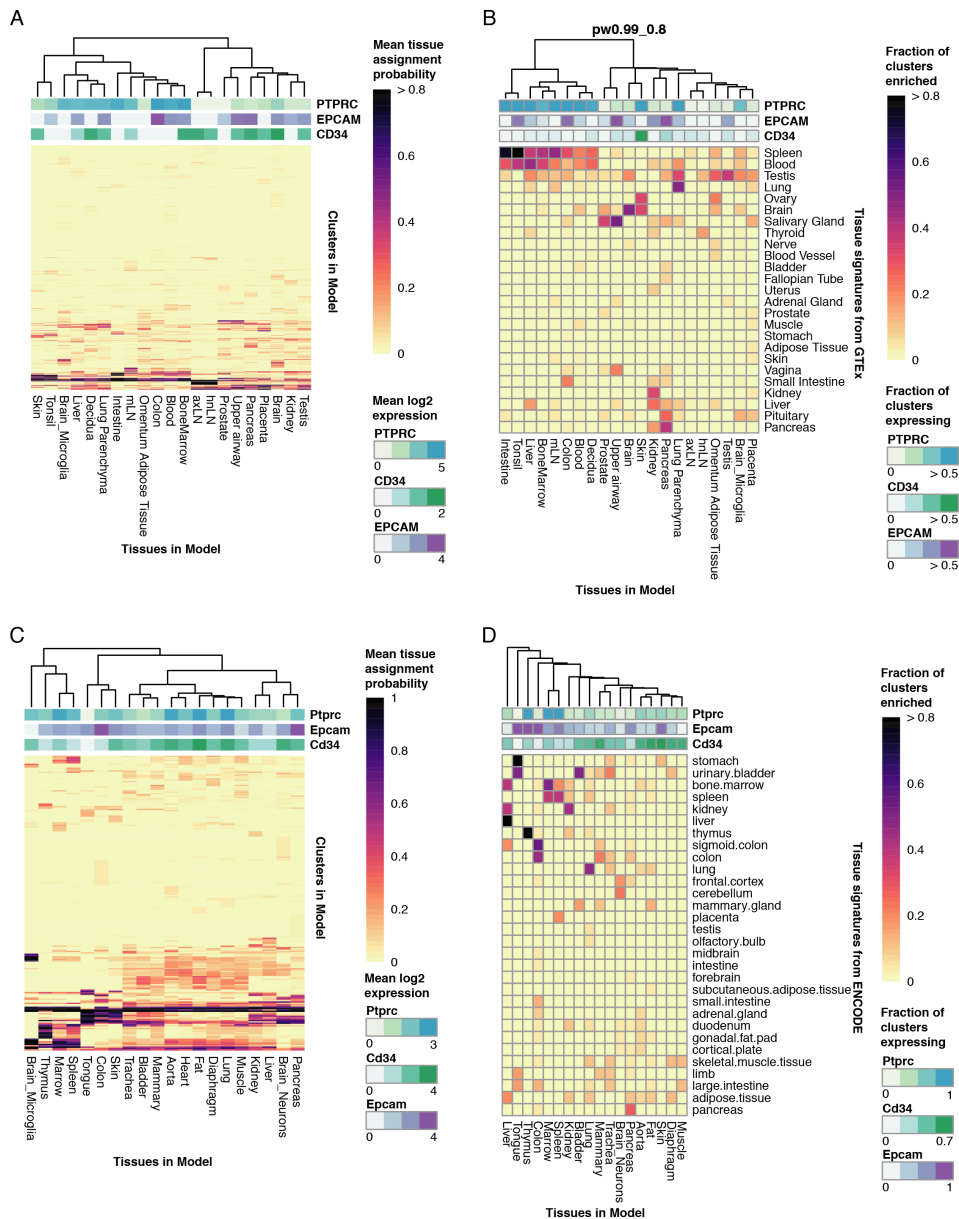 A
Mean tissue
assignment
probability
> 0.8
0.6
0.4
0.2
0
PTPRC
EPCAM
CD34
Clusters in Model
Skin
Tonsil
Brain_Microglia
Liver
Decidua
Lung Parenchyma
Intestine
mLN
Omentum Adipose Tissue
Colon
Blood
BoneMarrow
axLN
hnLN
Prostate
Upper airway
Pancreas
Placenta
Brain
Kidney
Testis
Tissues in Model
Mean log2
expression
PTPRC
0 5
CD34
0 2
EPCAM
0 4
B
pw0.99_0.8
Fraction of
clusters
enriched
> 0.8
0.6
0.4
0.2
0
PTPRC
EPCAM
CD34
Spleen
Blood
Testis
Lung
Ovary
Brain
Salivary Gland
Thyroid
Nerve
Blood Vessel
Bladder
Fallopian Tube
Uterus
Adrenal Gland
Prostate
Muscle
Stomach
Adipose Tissue
Skin
Vagina
Small Intestine
Kidney
Liver
Pituitary
Pancreas
Tissue signatures from GTEx
Intestine
Tonsil
Liver
BoneMarrow
mLN
Colon
Blood
Decidua
Prostate
Upper airway
Brain
Skin
Kidney
Pancreas
Lung Parenchyma
axLN
hnLN
Omentum Adipose Tissue
Testis
Brain_Microglia
Placenta
Tissues in Model
Fraction of
clusters
expressing
PTPRC
0 > 0.5
CD34
0 > 0.5
EPCAM
0 > 0.5
C
Mean tissue
assignment
probability
1
0.8
0.6
0.4
0.2
0
Ptprc
Epcam
Cd34
Clusters in Model
Brain_Microglia
Thymus
Marrow
Spleen
Tongue
Colon
Skin
Trachea
Bladder
Mammary
Aorta
Heart
Fat
Diaphragm
Lung
Muscle
Kidney
Liver
Brain_Neurons
Pancreas
Tissues in Model
Mean log2
expression
Ptprc
0 3
Cd34
0 4
Epcam
0 4
D
Fraction of
clusters
enriched
> 0.8
0.6
0.4
0.2
0
Ptprc
Epcam
Cd34
stomach
urinary.bladder
bone.marrow
spleen
kidney
liver
thymus
sigmoid.colon
colon
lung
frontal.cortex
cerebellum
mammary.gland
placenta
testis
olfactory.bulb
midbrain
intestine
forebrain
subcutaneous.adipose.tissue
small.intestine
adrenal.gland
duodenum
gonadal.fat.pad
cortical.plate
skeletal.muscle.tissue
limb
large.intestine
adipose.tissue
pancreas
Tissue signatures from ENCODE
Liver
Tongue
Thymus
Colon
Marrow
Spleen
Kidney
Bladder
Lung
Mammary
Trachea
Brain_Neurons
Pancreas
Aorta
Fat
Skin
Diaphragm
Muscle
Tissues in Model
Fraction of
clusters
expressing
Ptprc
0 1
Cd34
0 0.7
Epcam
0 1